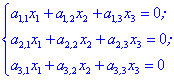 a₁,₁x₁ + a₁,₂x₂ + a₁,₃x₃ = 0;
a₂,₁x₁ + a₂,₂x₂ + a₂,₃x₃ = 0;
a₃,₁x₁ + a₃,₂x₂ + a₃,₃x₃ = 0